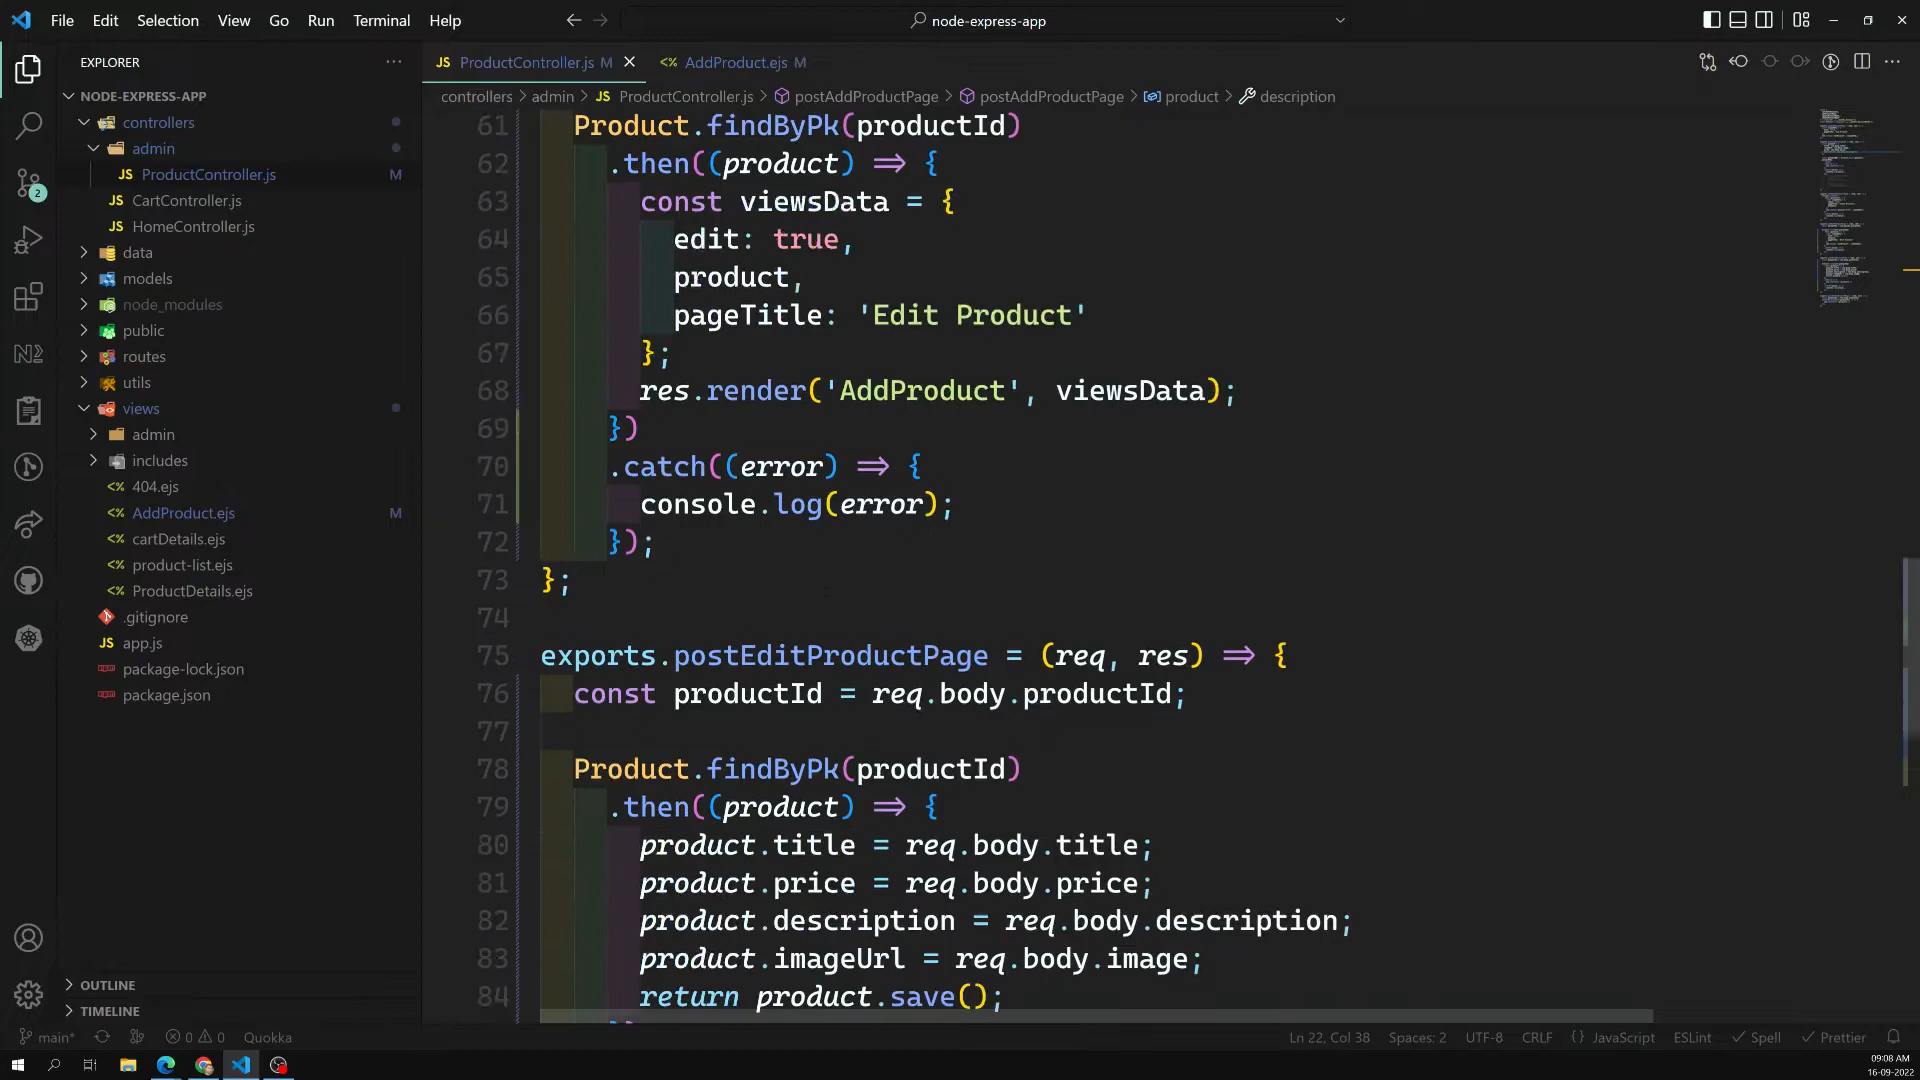 File Edit Selection View Go Run Terminal Help
node-express-app
EXPLORER
NODE-EXPRESS-APP
controllers
admin
JS ProductController.js M
JS CartController.js
JS HomeController.js
data
models
node_modules
public
routes
utils
views
admin
includes
<% 404.ejs
<% AddProduct.ejs M
<% cartDetails.ejs
<% product-list.ejs
<% ProductDetails.ejs
.gitignore
JS app.js
package-lock.json
package.json
OUTLINE
TIMELINE
2
JS ProductController.js M
<% AddProduct.ejs M
controllers > admin > JS ProductController.js > postAddProductPage > postAddProductPage > product > description
61 Product.findByPk(productId)
62 .then((product) => {
63 const viewsData = {
64 edit: true,
65 product,
66 pageTitle: 'Edit Product'
67 };
68 res.render('AddProduct', viewsData);
69 })
70 .catch((error) => {
71 console.log(error);
72 });
73 };
74
75 exports.postEditProductPage = (req, res) => {
76 const productId = req.body.productId;
77
78 Product.findByPk(productId)
79 .then((product) => {
80 product.title = req.body.title;
81 product.price = req.body.price;
82 product.description = req.body.description;
83 product.imageUrl = req.body.image;
84 return product.save();
main* 0 0 Quokka Ln 22, Col 38 Spaces: 2 UTF-8 CRLF {} JavaScript ESLint Spell Prettier
09:08 AM
16-09-2022